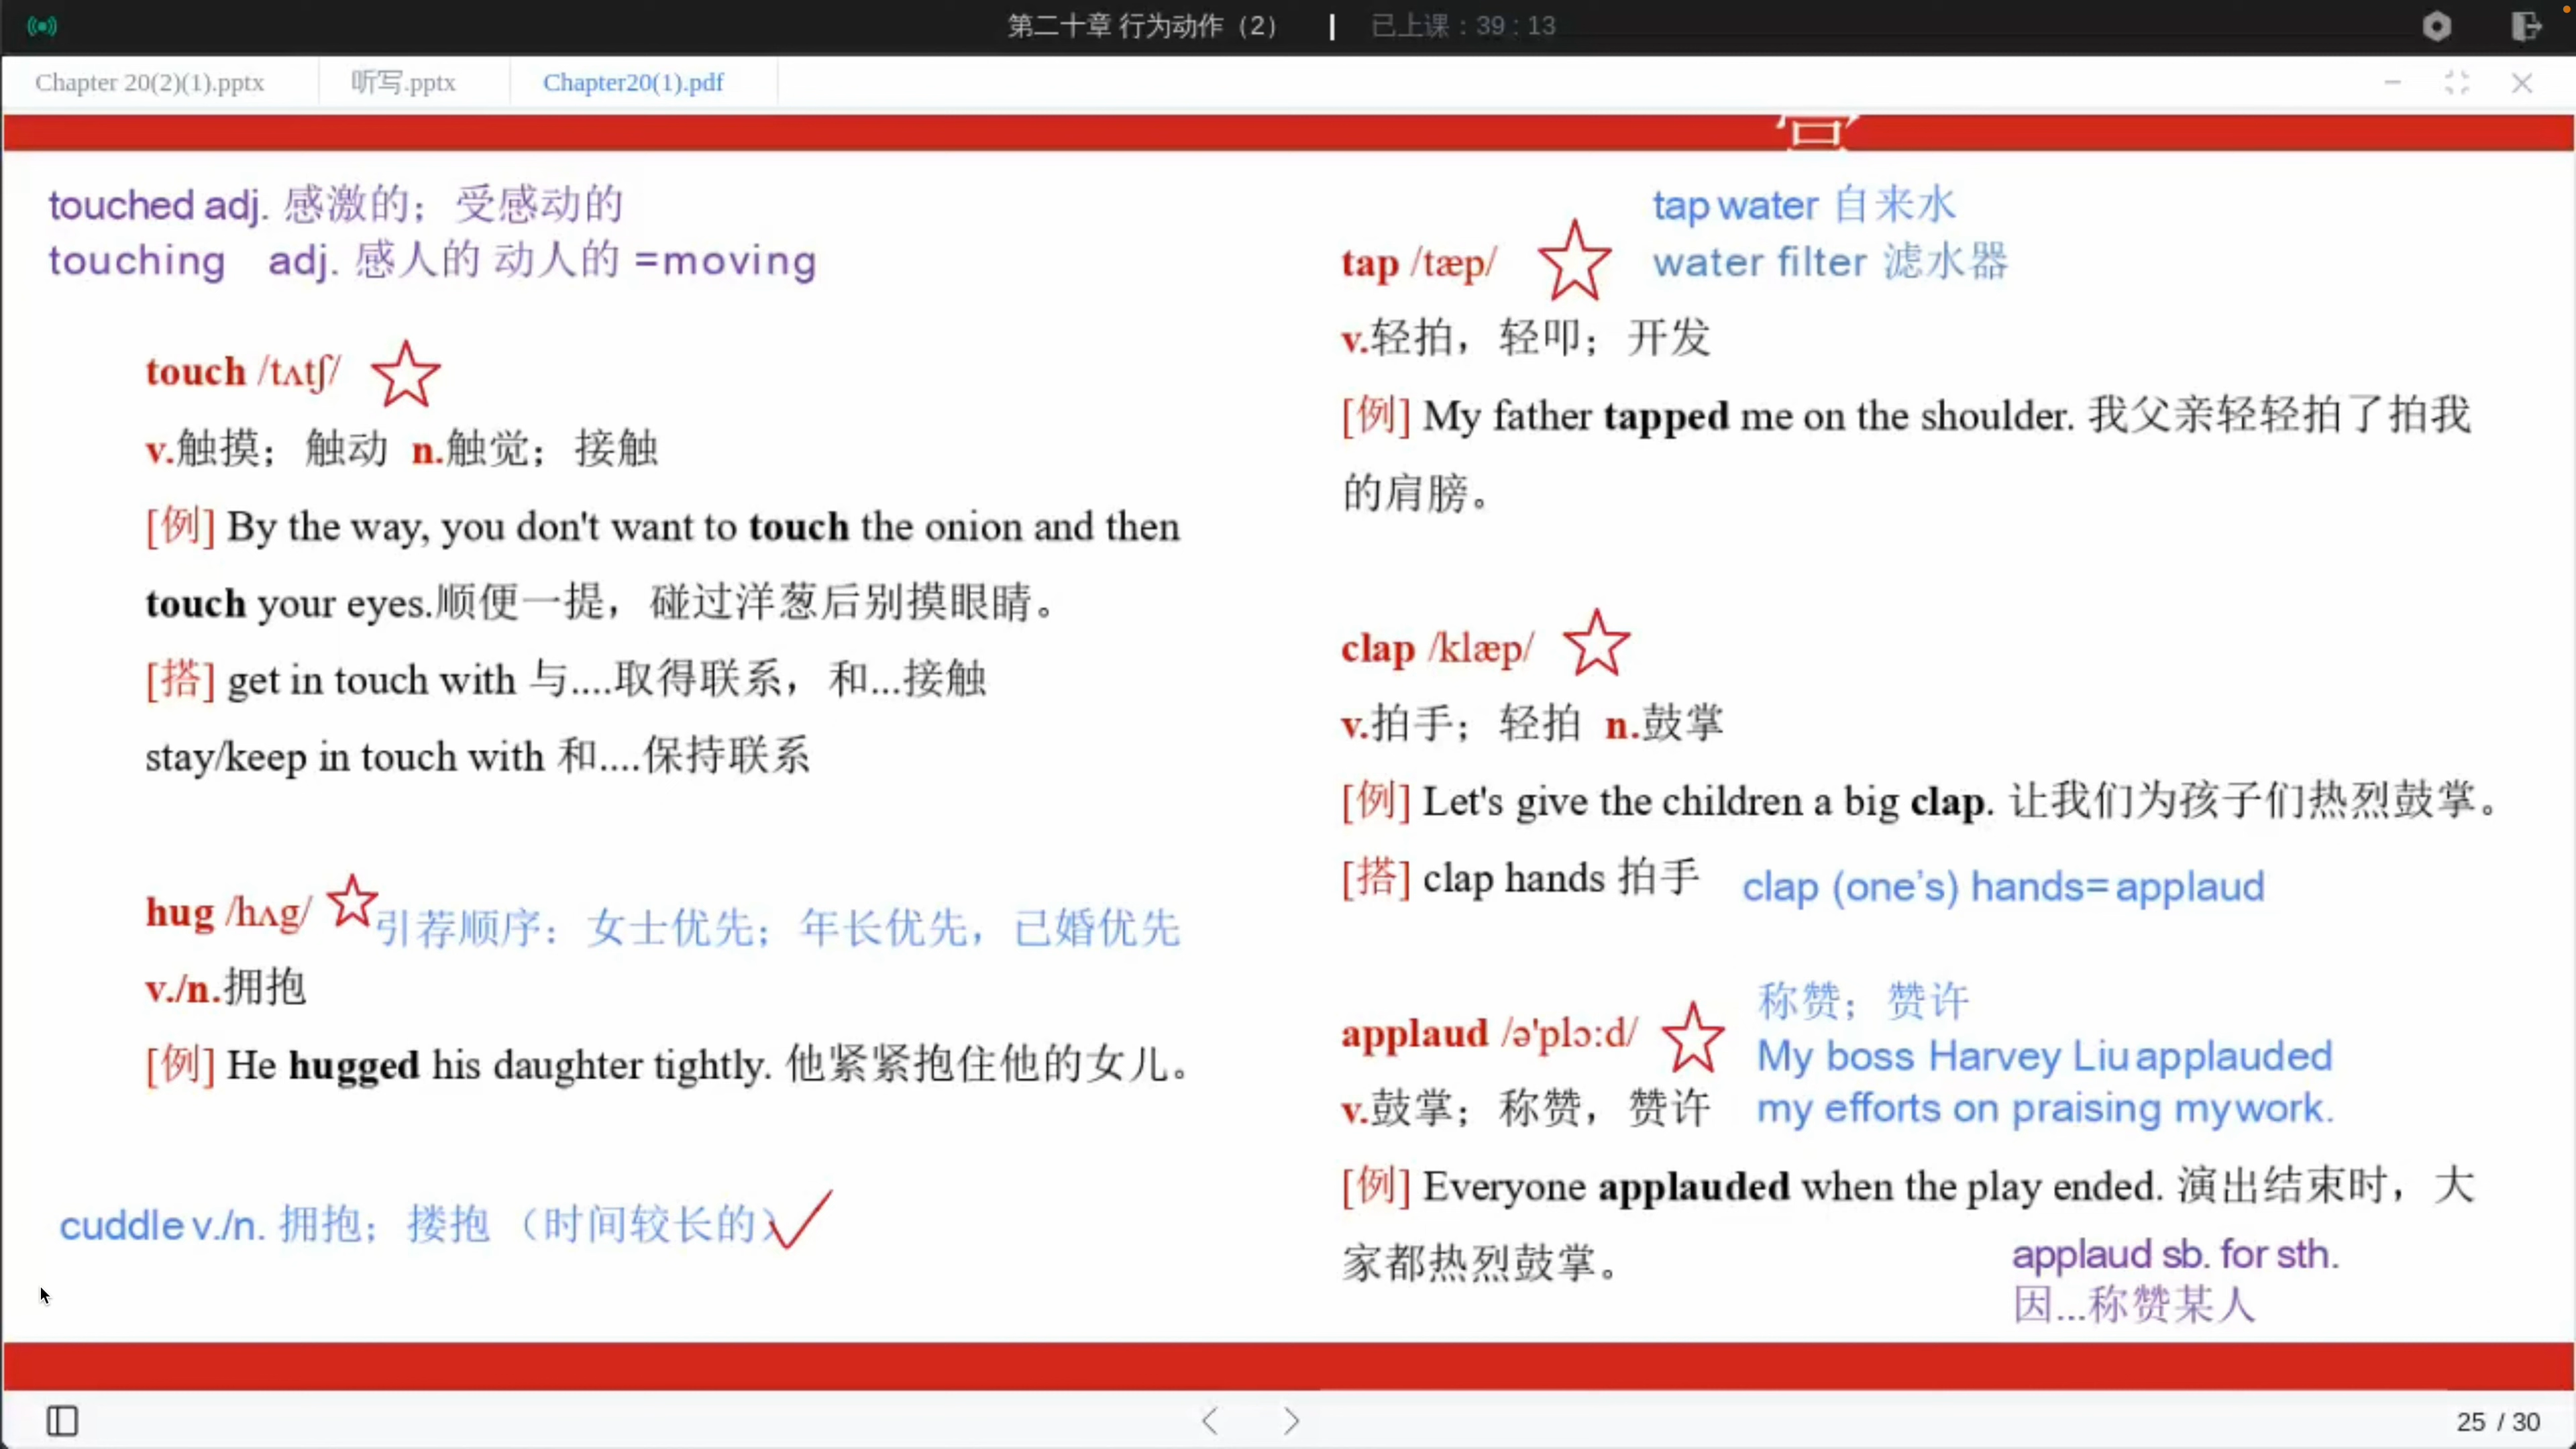 第二十章 行为动作（2） | 已上课：39 : 13
Chapter 20(2)(1).pptx 听写.pptx Chapter20(1).pdf
touched adj. 感激的；受感动的
touching adj. 感人的 动人的 =moving
touch /tʌtʃ/
v.触摸；触动 n.触觉；接触
[例] By the way, you don't want to touch the onion and then
touch your eyes.顺便一提，碰过洋葱后别摸眼睛。
[搭] get in touch with 与....取得联系，和...接触
stay/keep in touch with 和....保持联系
hug /hʌg/
引荐顺序：女士优先；年长优先，已婚优先
v./n.拥抱
[例] He hugged his daughter tightly. 他紧紧抱住他的女儿。
cuddle v./n. 拥抱；搂抱（时间较长的）
tap water 自来水
water filter 滤水器
tap /tæp/
v.轻拍，轻叩；开发
[例] My father tapped me on the shoulder. 我父亲轻轻拍了拍我
的肩膀。
clap /klæp/
v.拍手；轻拍 n.鼓掌
[例] Let's give the children a big clap. 让我们为孩子们热烈鼓掌。
[搭] clap hands 拍手
clap (one's) hands=applaud
applaud /ə'plɔ:d/
称赞；赞许
My boss Harvey Liu applauded
my efforts on praising my work.
v.鼓掌；称赞，赞许
[例] Everyone applauded when the play ended. 演出结束时，大
家都热烈鼓掌。
applaud sb. for sth.
因...称赞某人
25 / 30